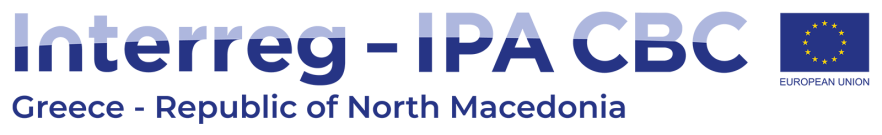 Interreg - IPA CBC
EUROPEAN UNION
Greece - Republic of North Macedonia